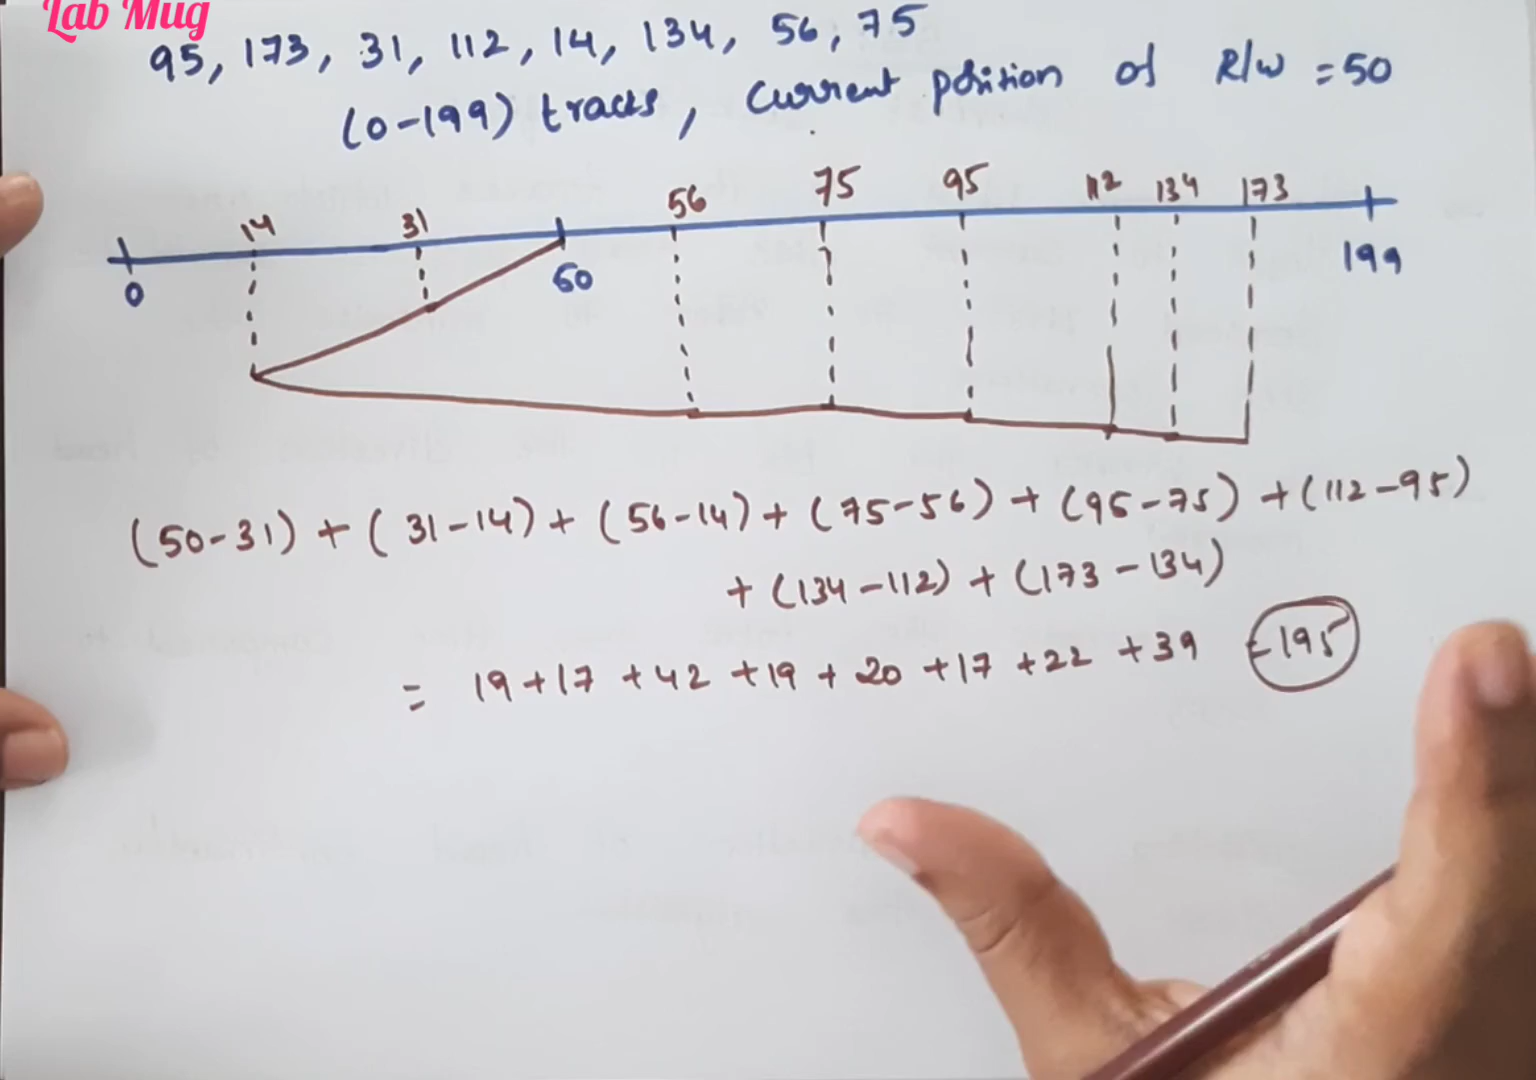 Lab Mug
95, 173, 31, 112, 14, 134, 56, 75
(0-199) tracks, current position of R/W = 50
14 31 56 75 95 112 134 173
0 50 199
(50-31) + (31-14) + (56-14) + (75-56) + (95-75) + (112-95)
+ (134-112) + (173-134)
= 19+17+42+19+20+17+22+39 =195